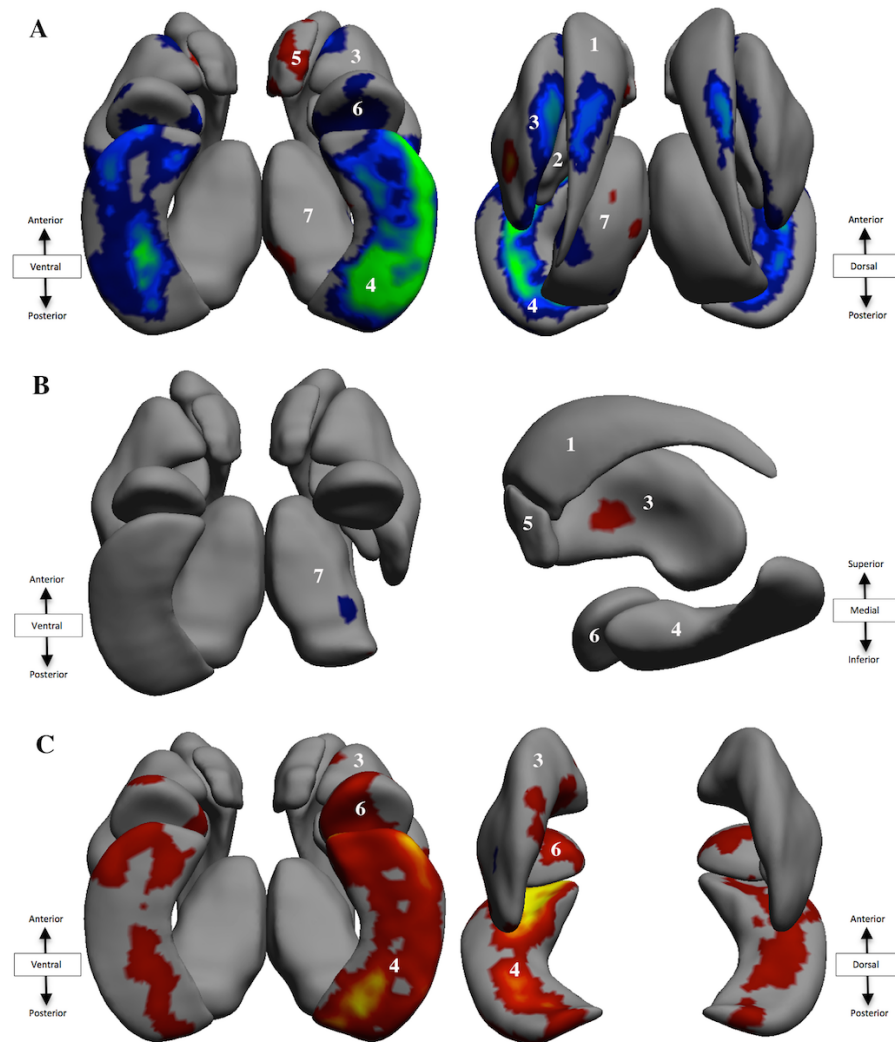 A
5
3
6
7
4
Anterior
Ventral
Posterior
1
3
2
7
4
Anterior
Dorsal
Posterior
B
7
Anterior
Ventral
Posterior
1
3
5
6
4
Superior
Medial
Inferior
C
3
6
4
Anterior
Ventral
Posterior
3
6
4
Anterior
Dorsal
Posterior